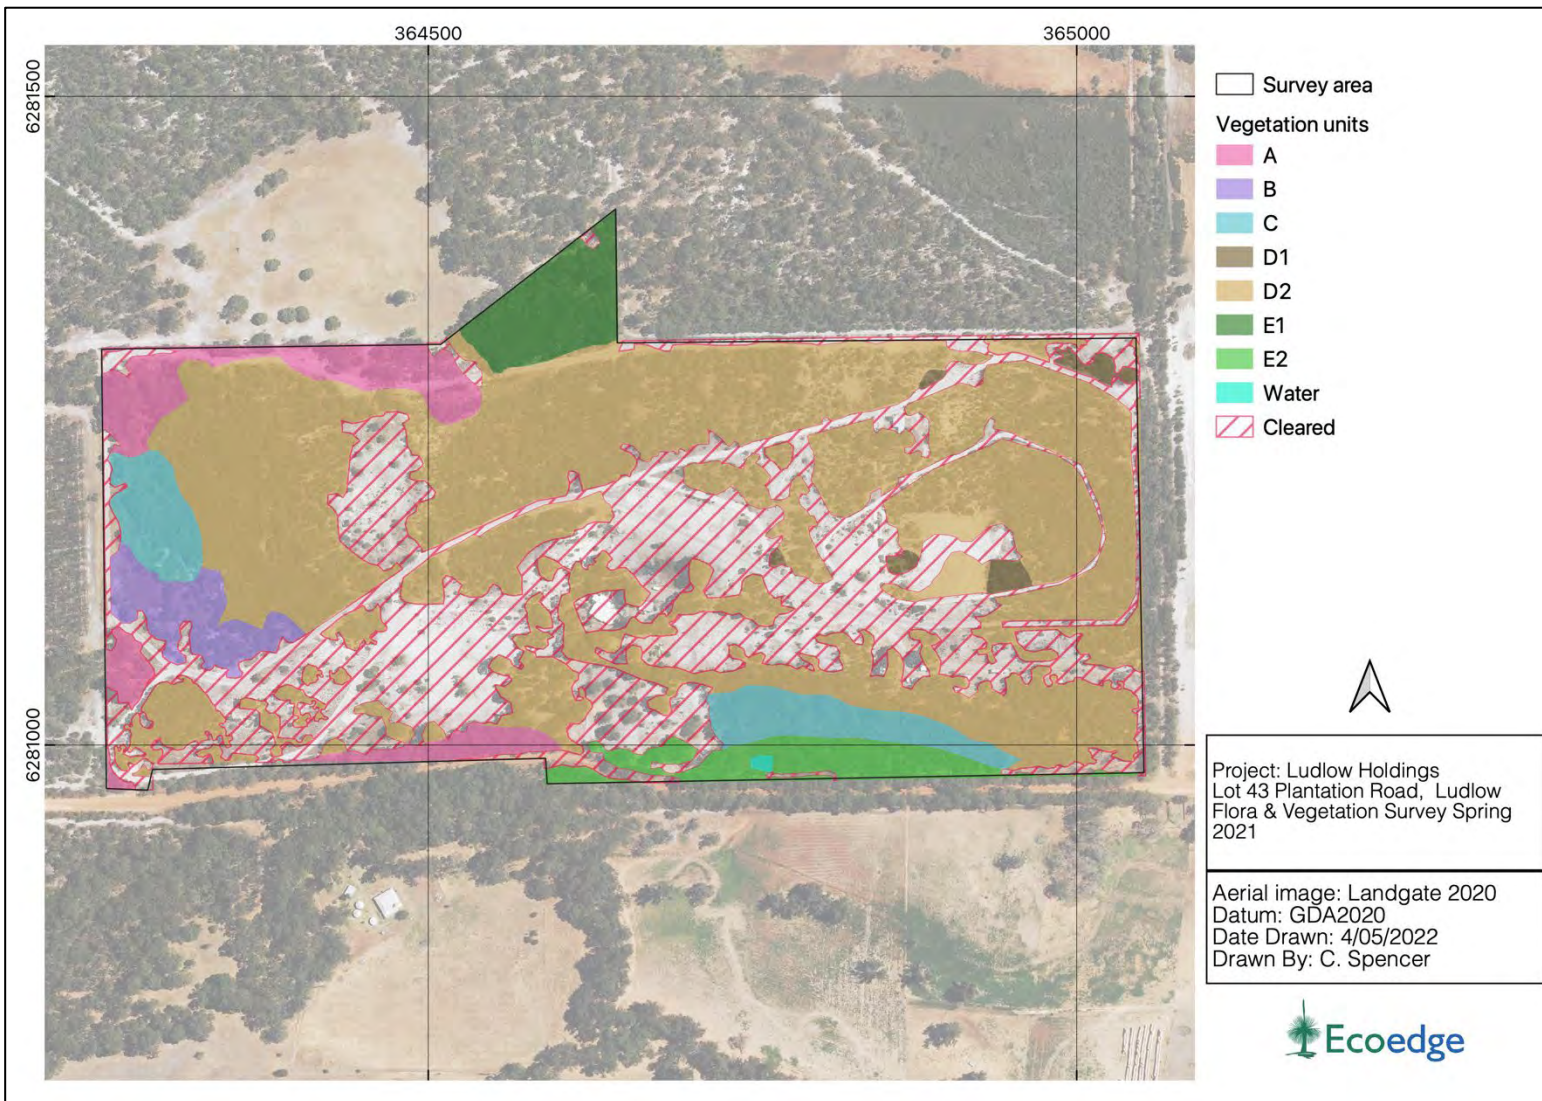 364500
365000
6281500
6281000
Survey area
Vegetation units
A
B
C
D1
D2
E1
E2
Water
Cleared
Project: Ludlow Holdings
Lot 43 Plantation Road, Ludlow
Flora & Vegetation Survey Spring
2021
Aerial image: Landgate 2020
Datum: GDA2020
Date Drawn: 4/05/2022
Drawn By: C. Spencer
Ecoedge